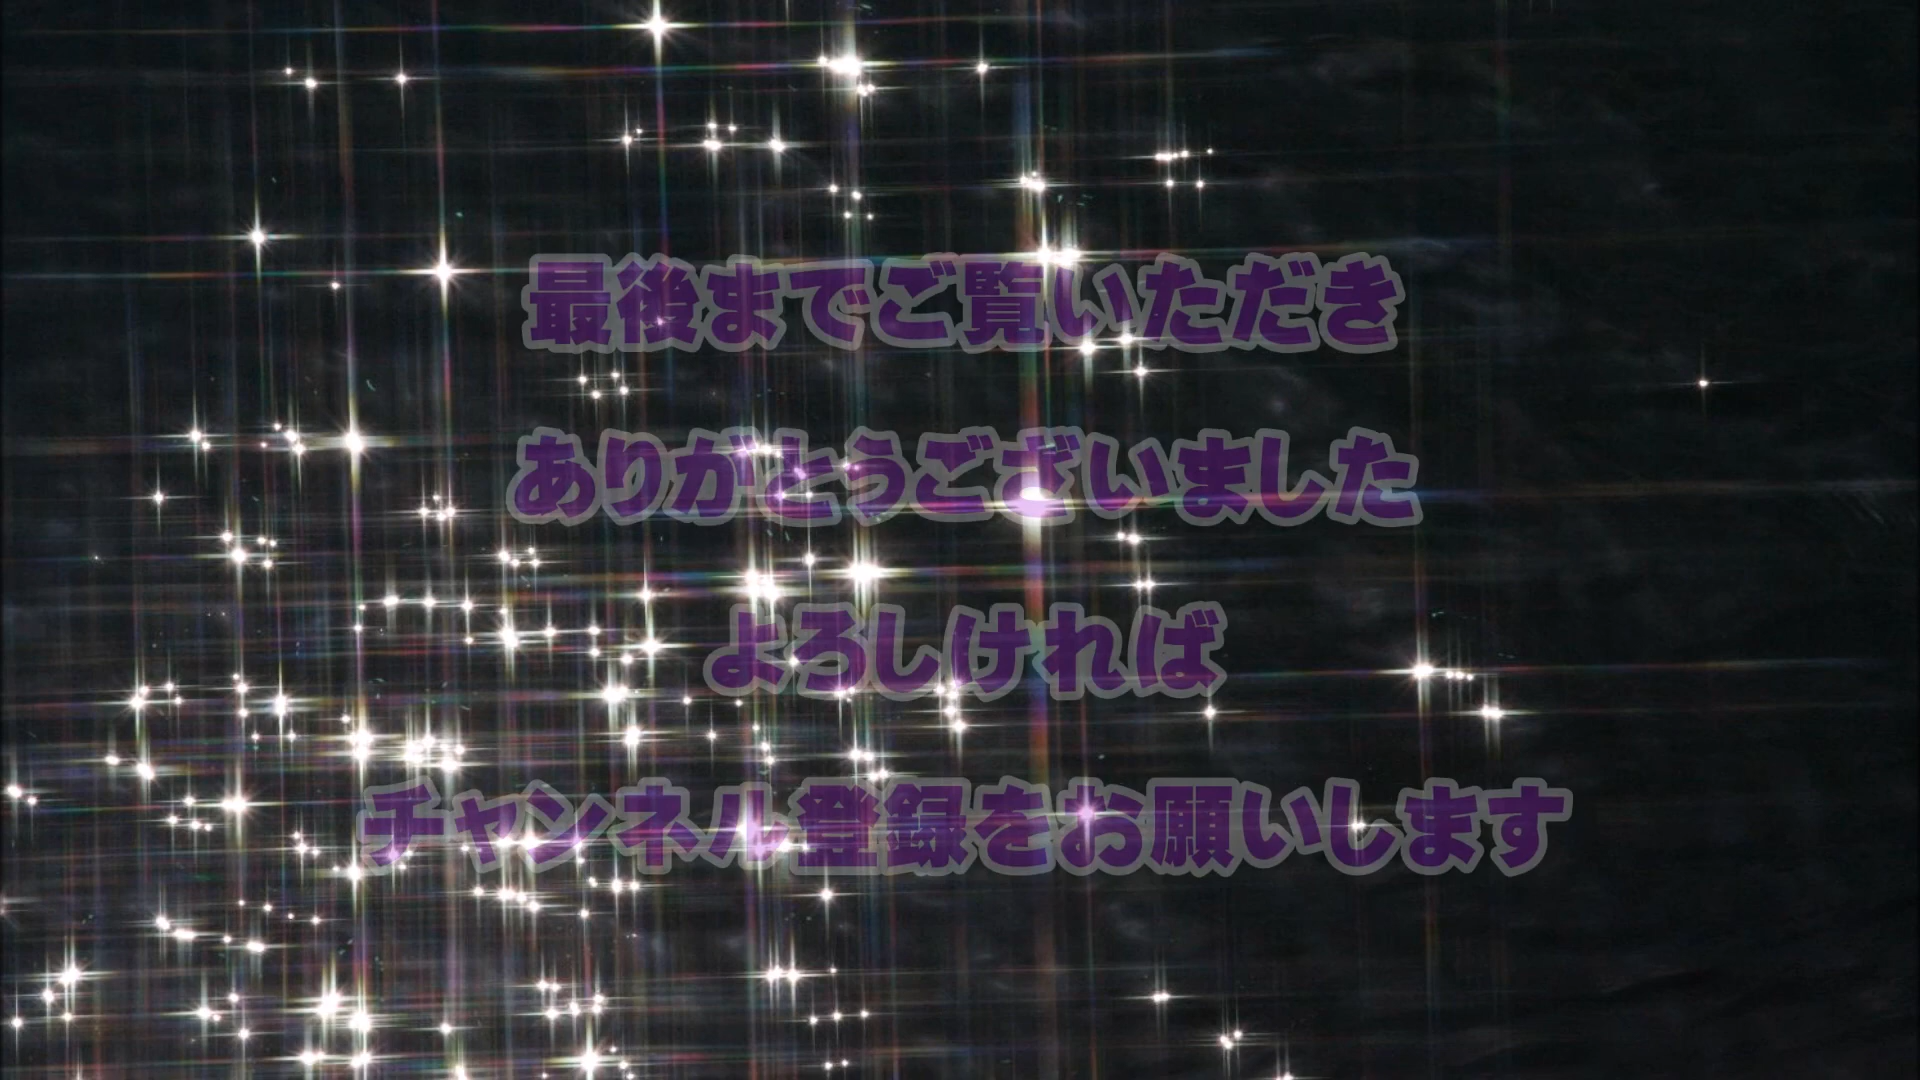 最後までご覧いただき
ありがとうございました
よろしければ
チャンネル登録をお願いします